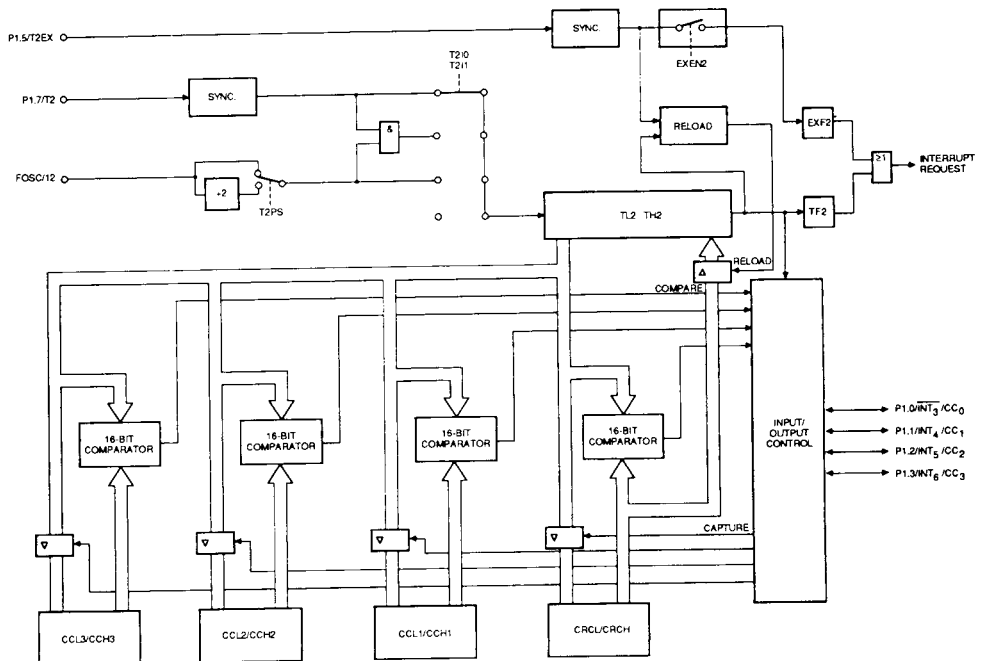 P1.5/T2EX
SYNC.
EXEN2
T2I0
T2I1
P1.7/T2
SYNC.
&
RELOAD
EXF2
≥1
INTERRUPT
REQUEST
FOSC/12
÷2
T2PS
TL2 TH2
TF2
RELOAD
COMPARE
16-BIT
COMPARATOR
16-BIT
COMPARATOR
16-BIT
COMPARATOR
16-BIT
COMPARATOR
INPUT/
OUTPUT
CONTROL
P1.0/INT3/CC0
P1.1/INT4/CC1
P1.2/INT5/CC2
P1.3/INT6/CC3
CAPTURE
CCL3/CCH3
CCL2/CCH2
CCL1/CCH1
CRCL/CRCH